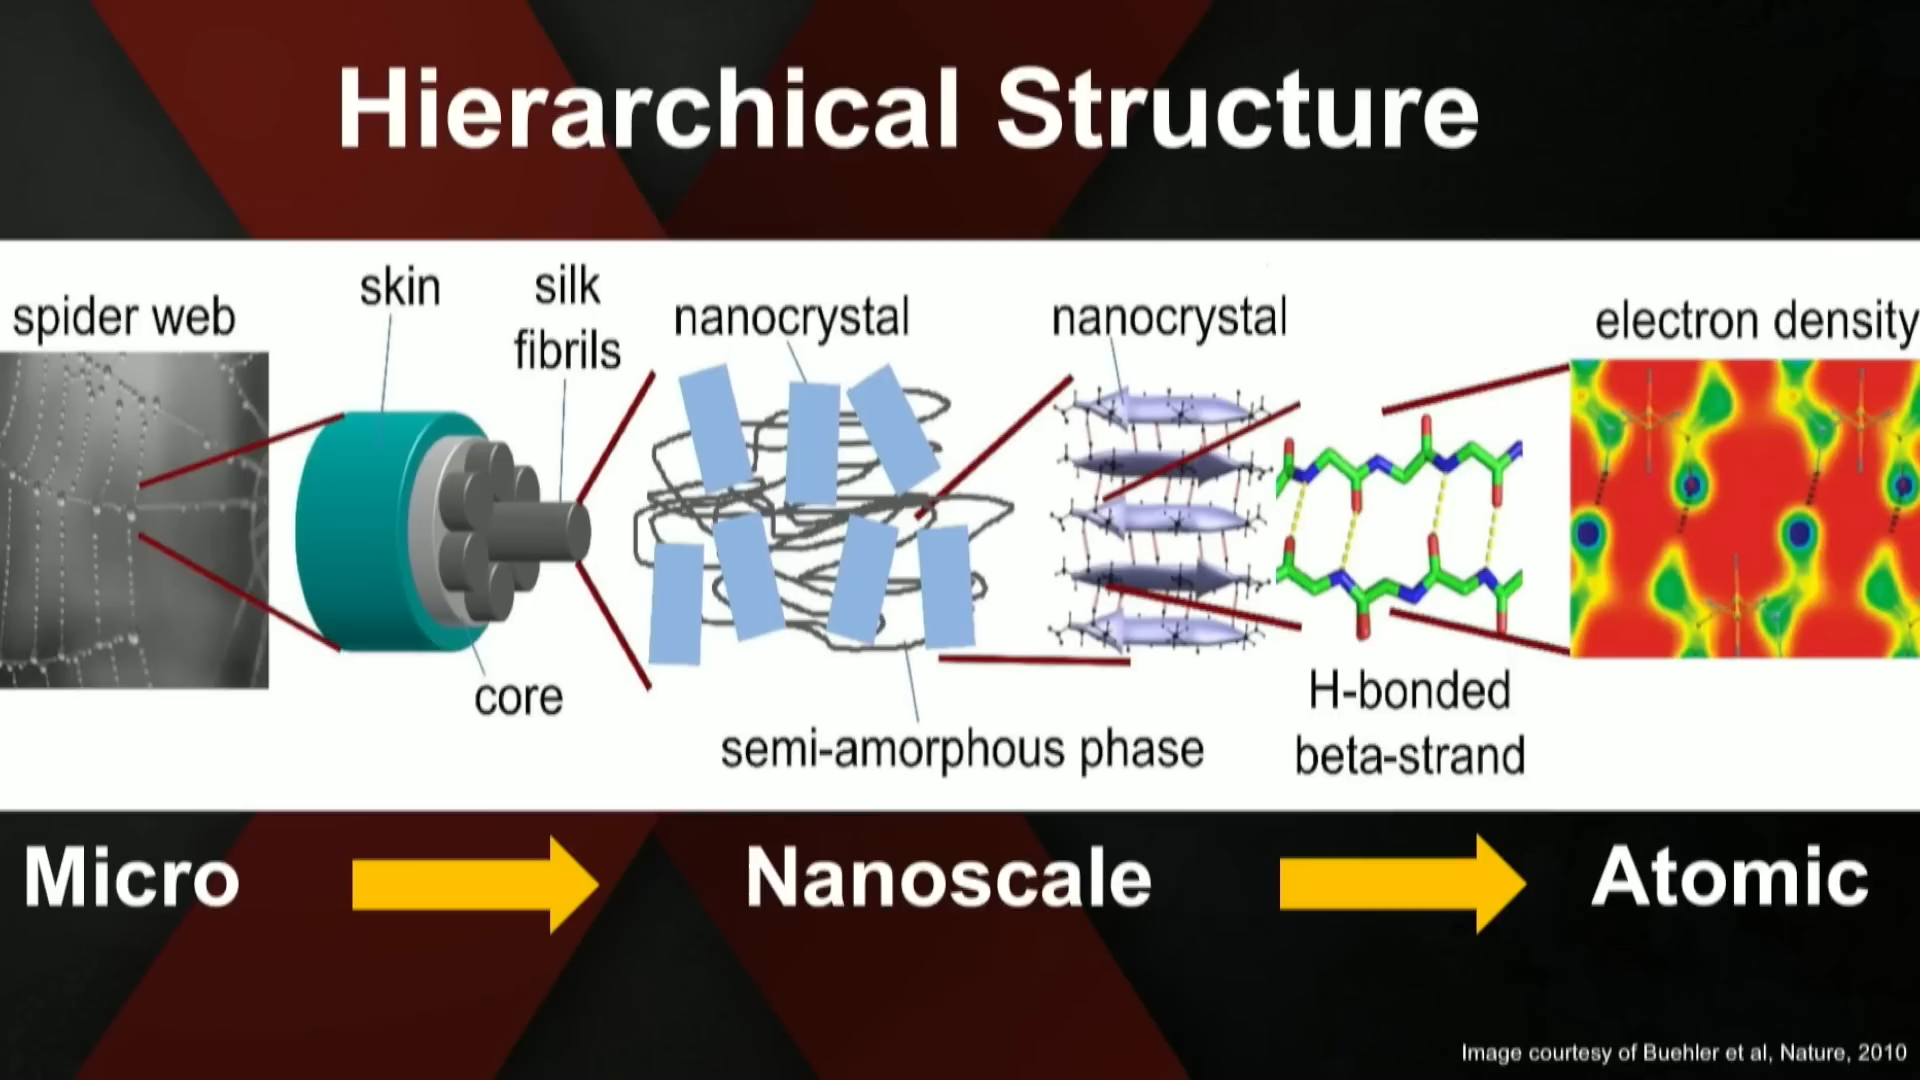 Hierarchical Structure
spider web
skin
silk
fibrils
nanocrystal
nanocrystal
electron density
core
semi-amorphous phase
H-bonded
beta-strand
Micro
Nanoscale
Atomic
Image courtesy of Buehler et al, Nature, 2010